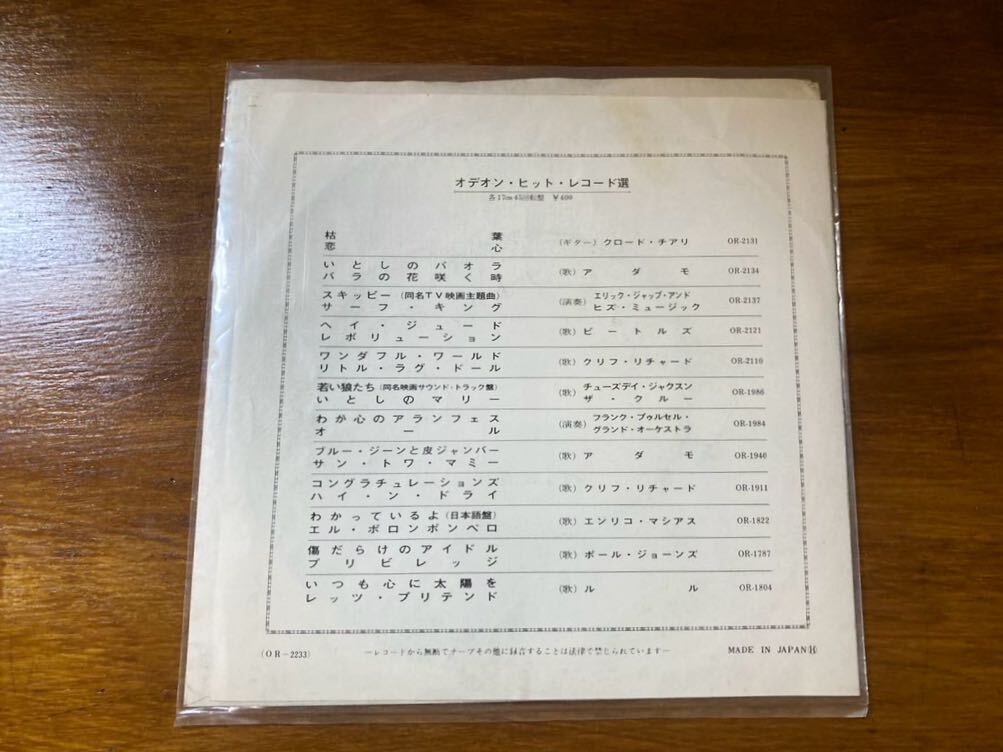 オデオン・ヒット・レコード選
各17cm 45回転盤 ¥400
枯葉
恋心
(ギター) クロード・チアリ OR-2131
いとしのパオラ
バラの花咲く時
(歌) アダモ OR-2134
スキッピー (同名TV映画主題曲)
サーフ・キング
(演奏) エリック・ジャップ・アンド
ヒズ・ミュージック
OR-2137
ヘイ・ジュード
レボリューション
(歌) ビートルズ OR-2121
ワンダフル・ワールド
リトル・ラグ・ドール
(歌) クリフ・リチャード OR-2110
若い狼たち (同名映画サウンド・トラック盤)
いとしのマリー
(歌) チューズデイ・ジャクスン
ザ・クルー
OR-1986
わが心のアランフェス
オール
(演奏) フランク・プゥルセル・
グランド・オーケストラ
OR-1984
ブルー・ジーンと皮ジャンパー
サン・トワ・マミー
(歌) アダモ OR-1940
コングラチュレーションズ
ハイ・ン・ドライ
(歌) クリフ・リチャード OR-1911
わかっているよ (日本語盤)
エル・ポロンポンペロ
(歌) エンリコ・マシアス OR-1822
傷だらけのアイドル
プリビレッジ
(歌) ポール・ジョーンズ OR-1787
いつも心に太陽を
レッツ・プリテンド
(歌) ルル OR-1804
(OR-2233) —レコードから無断でテープその他に録音することは法律で禁じられています— MADE IN JAPAN Ⓗ